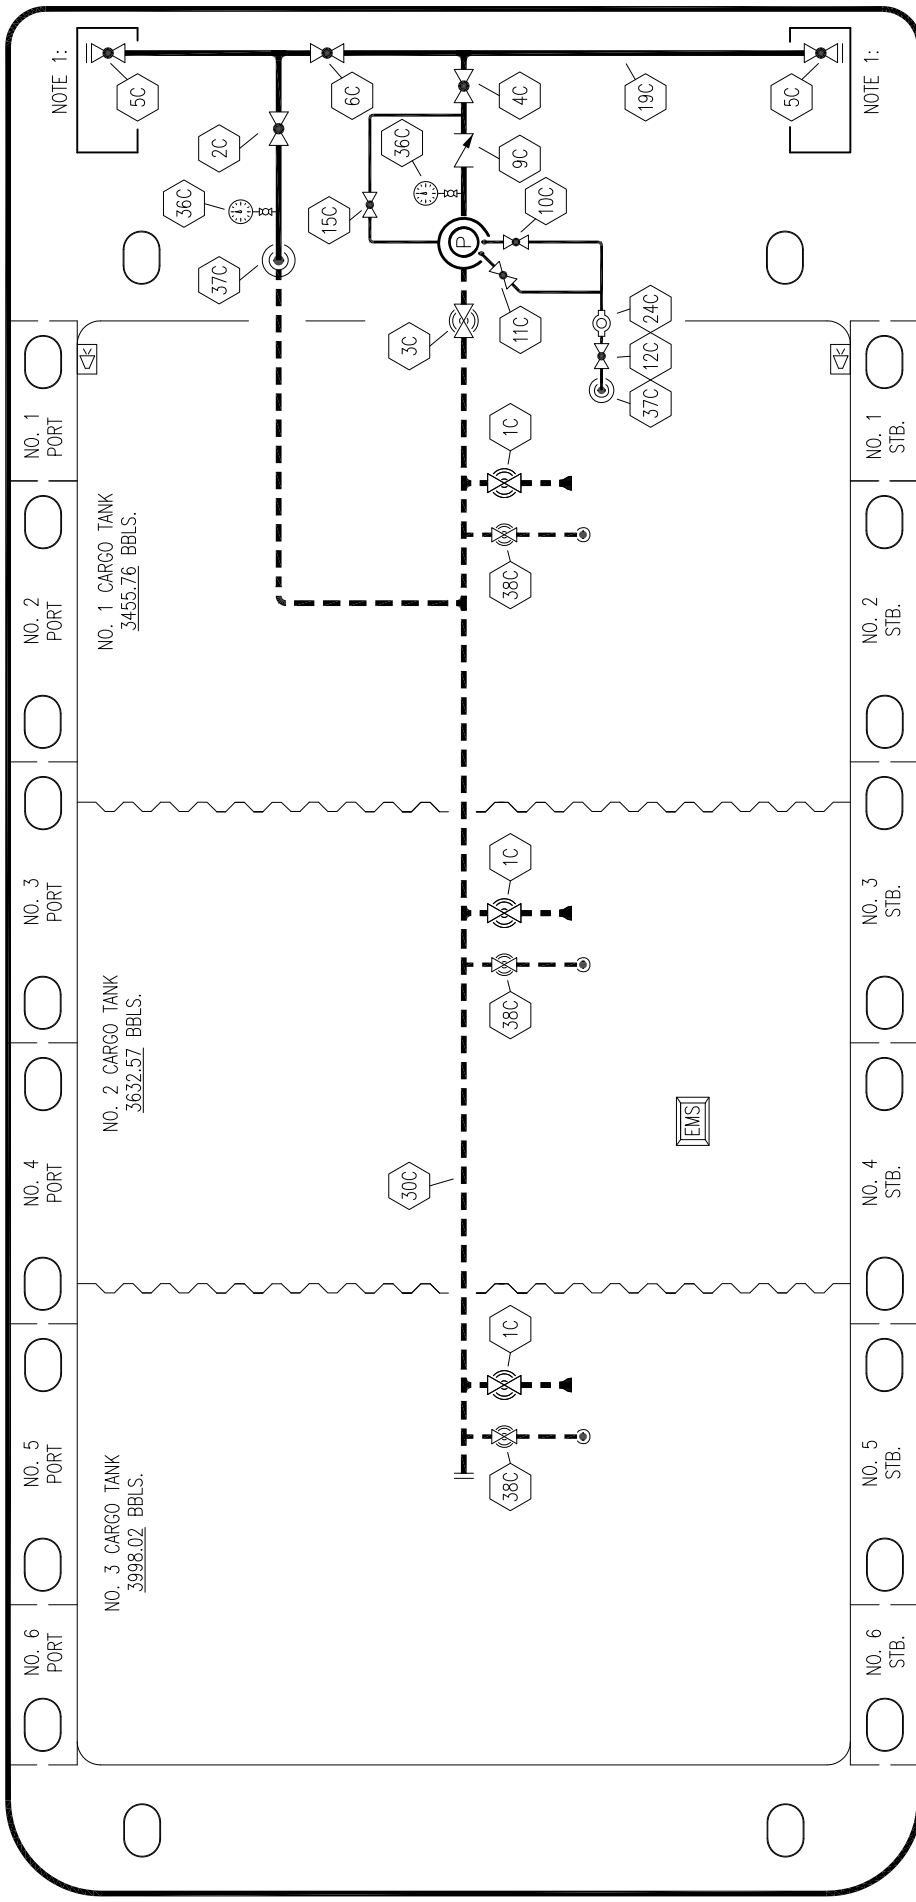 NOTE 1:
5C
2C
6C
4C
19C
5C
NOTE 1:
36C
37C
15C
36C
9C
10C
P
11C
3C
24C
12C
37C
NO. 1
PORT
NO. 2
PORT
NO. 3
PORT
NO. 4
PORT
NO. 5
PORT
NO. 6
PORT
NO. 1 CARGO TANK
3455.76 BBLS.
1C
38C
NO. 2 CARGO TANK
3632.57 BBLS.
1C
38C
30C
EMS
NO. 3 CARGO TANK
3998.02 BBLS.
1C
38C
NO. 1
STB.
NO. 2
STB.
NO. 3
STB.
NO. 4
STB.
NO. 5
STB.
NO. 6
STB.